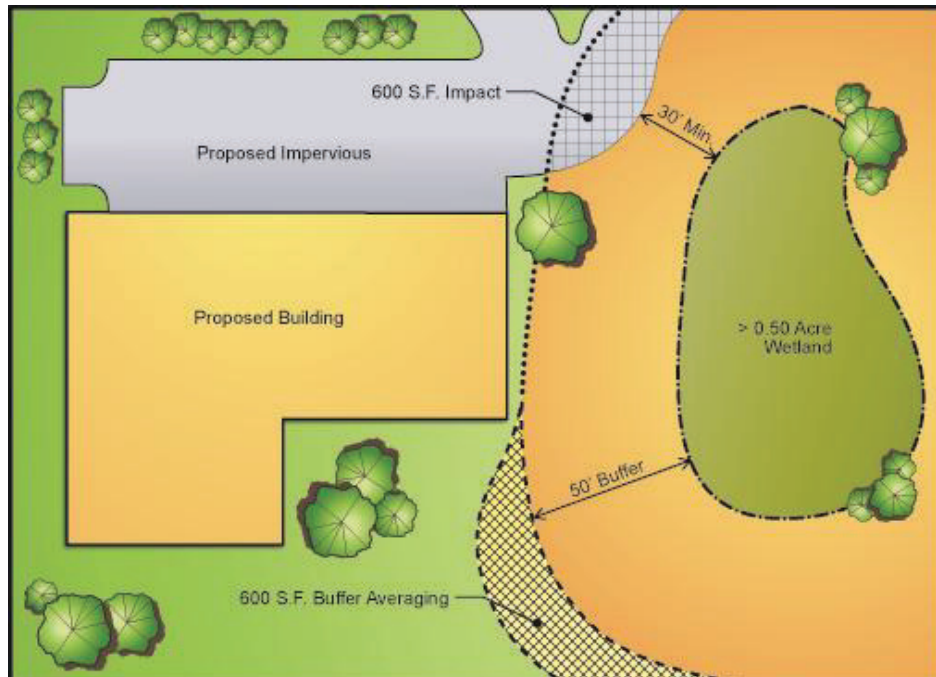 600 S.F. Impact
30' Min.
Proposed Impervious
Proposed Building
> 0.50 Acre
Wetland
50' Buffer
600 S.F. Buffer Averaging